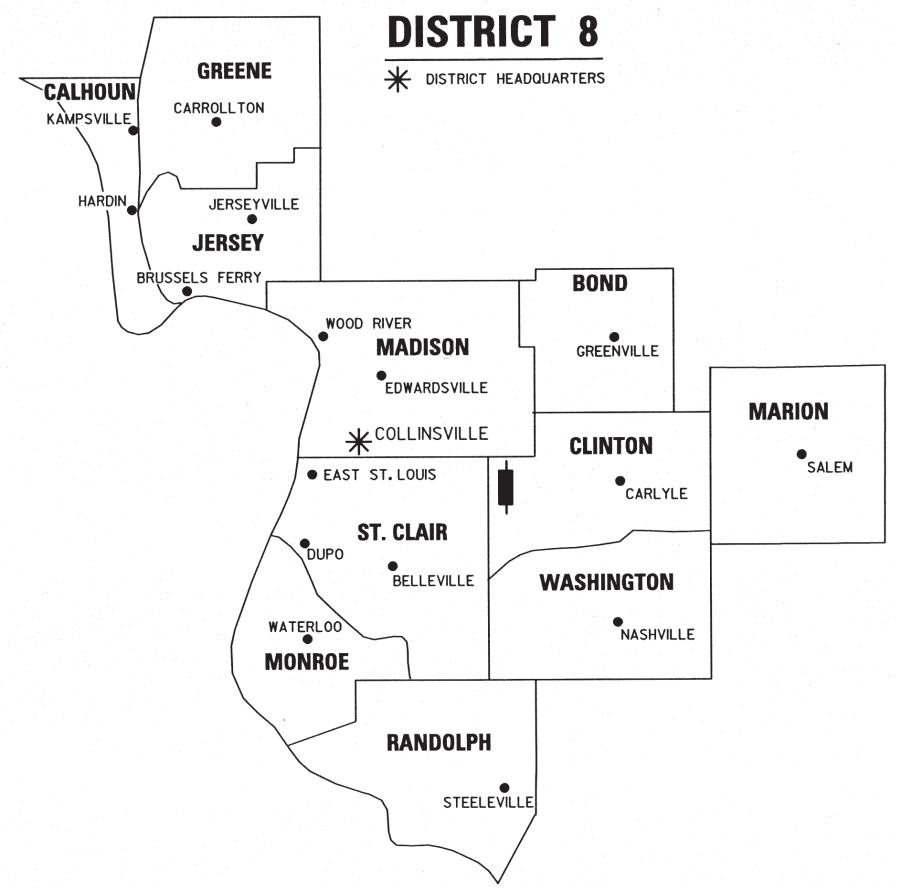 DISTRICT 8
DISTRICT HEADQUARTERS
GREENE
CALHOUN
CARROLLTON
KAMPSVILLE
HARDIN
JERSEYVILLE
JERSEY
BRUSSELS FERRY
BOND
WOOD RIVER
MADISON
GREENVILLE
EDWARDSVILLE
MARION
COLLINSVILLE
CLINTON
SALEM
EAST ST. LOUIS
CARLYLE
ST. CLAIR
DUPO
BELLEVILLE
WASHINGTON
WATERLOO
NASHVILLE
MONROE
RANDOLPH
STEELEVILLE